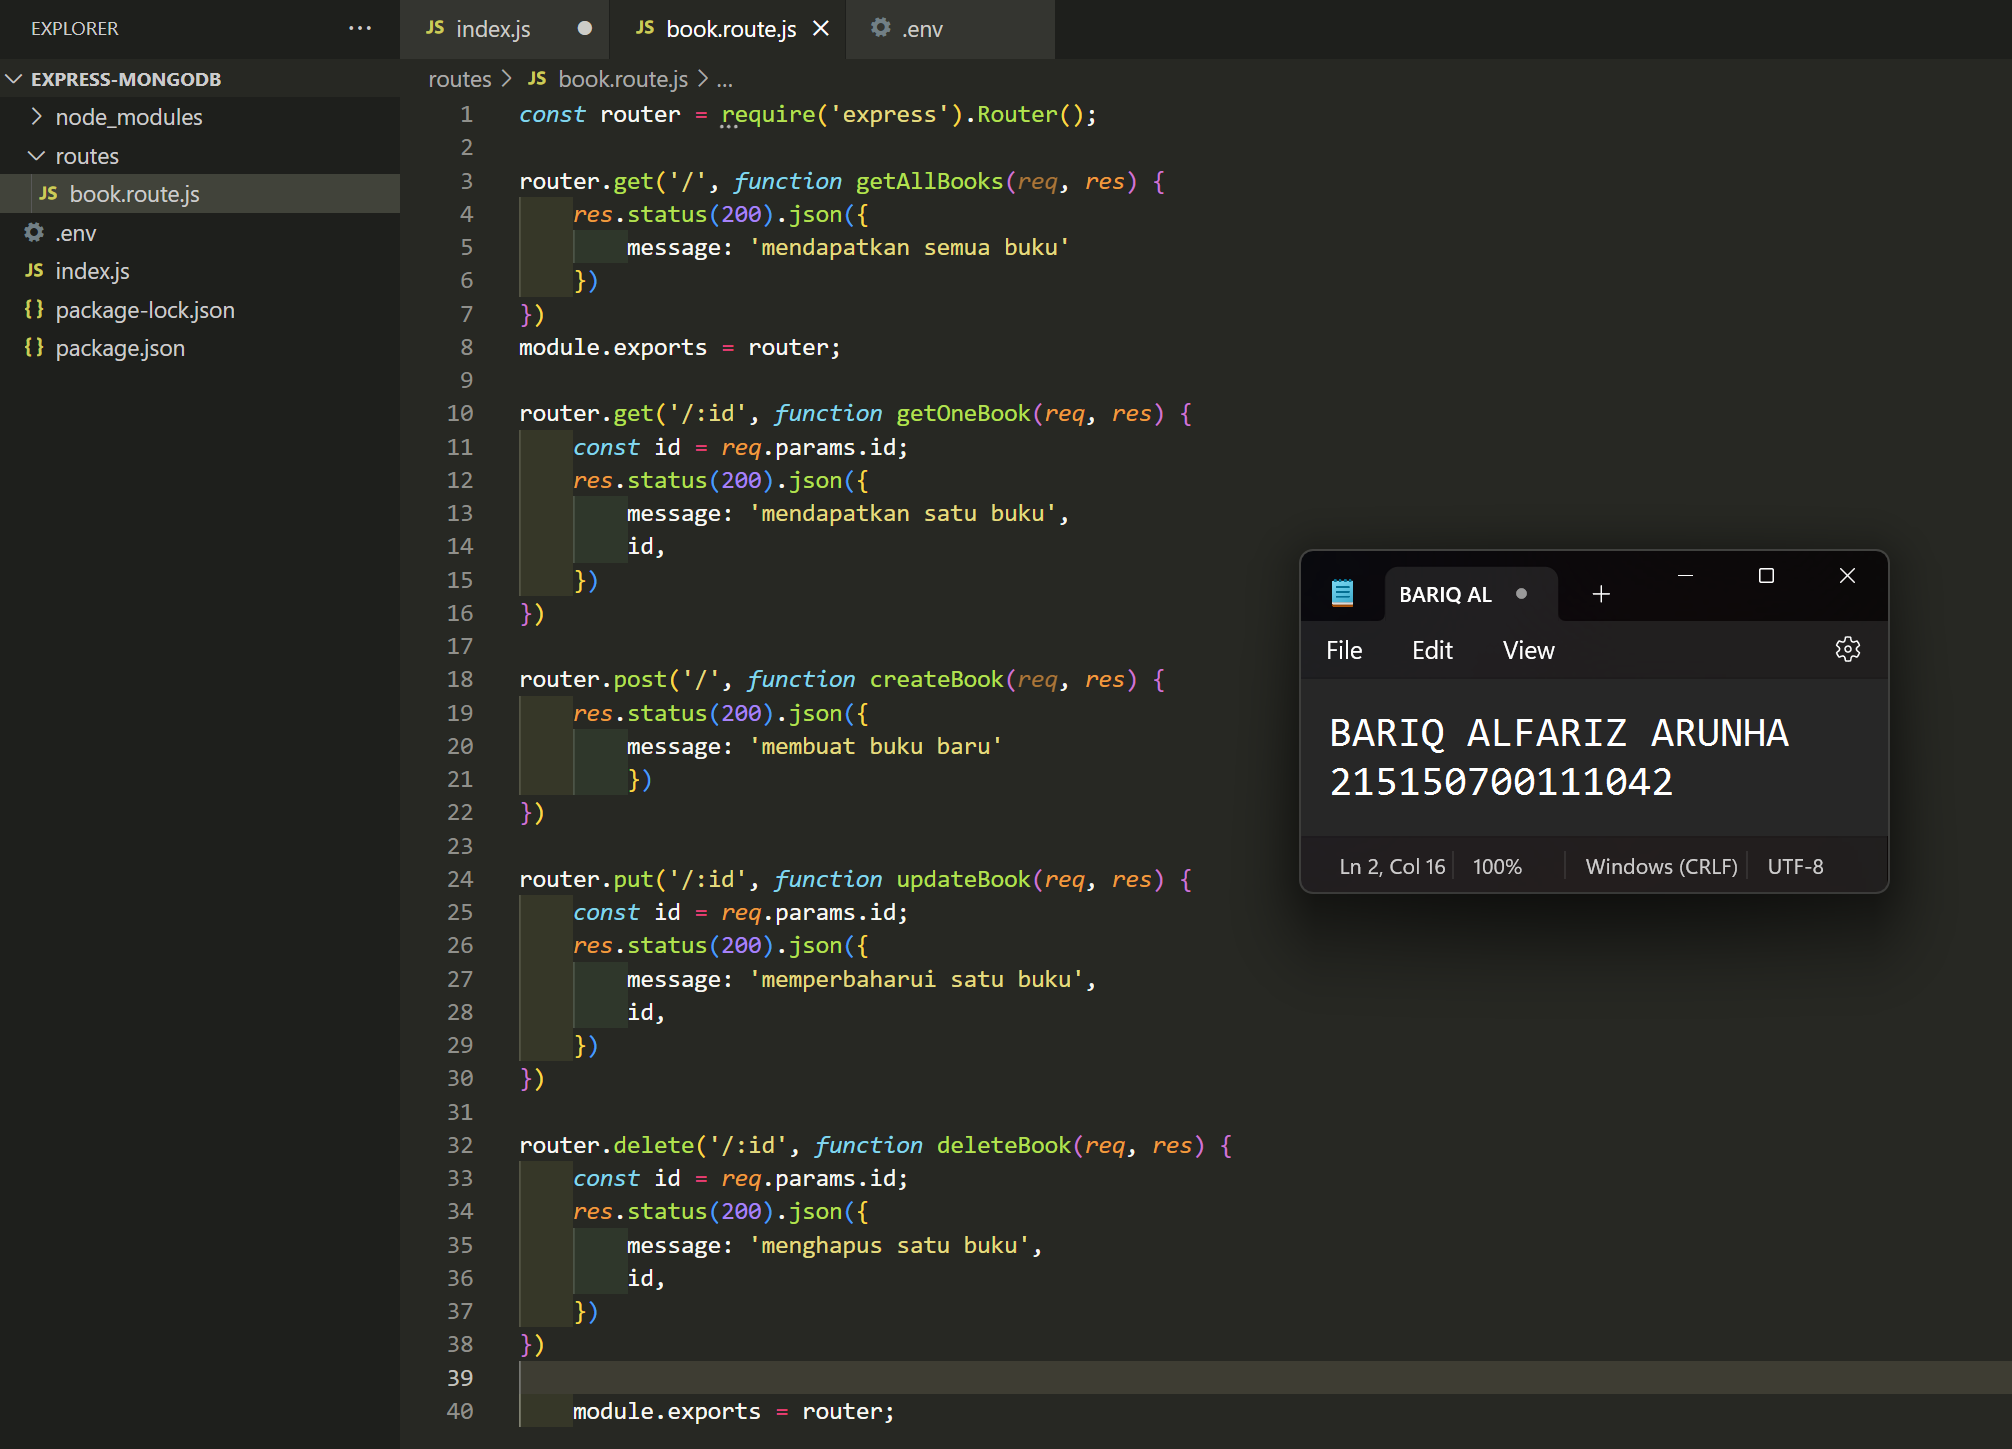 EXPLORER ···
EXPRESS-MONGODB
node_modules
routes
JS book.route.js
.env
JS index.js
{} package-lock.json
{} package.json
JS index.js
JS book.route.js
.env
routes > JS book.route.js > ...
1 const router = require('express').Router();
2
3 router.get('/', function getAllBooks(req, res) {
4     res.status(200).json({
5         message: 'mendapatkan semua buku'
6     })
7 })
8 module.exports = router;
9
10 router.get('/:id', function getOneBook(req, res) {
11     const id = req.params.id;
12     res.status(200).json({
13         message: 'mendapatkan satu buku',
14         id,
15     })
16 })
17
18 router.post('/', function createBook(req, res) {
19     res.status(200).json({
20         message: 'membuat buku baru'
21         })
22 })
23
24 router.put('/:id', function updateBook(req, res) {
25     const id = req.params.id;
26     res.status(200).json({
27         message: 'memperbaharui satu buku',
28         id,
29     })
30 })
31
32 router.delete('/:id', function deleteBook(req, res) {
33     const id = req.params.id;
34     res.status(200).json({
35         message: 'menghapus satu buku',
36         id,
37     })
38 })
39
40     module.exports = router;
BARIQ AL
File Edit View
BARIQ ALFARIZ ARUNHA
215150700111042
Ln 2, Col 16 100% Windows (CRLF) UTF-8